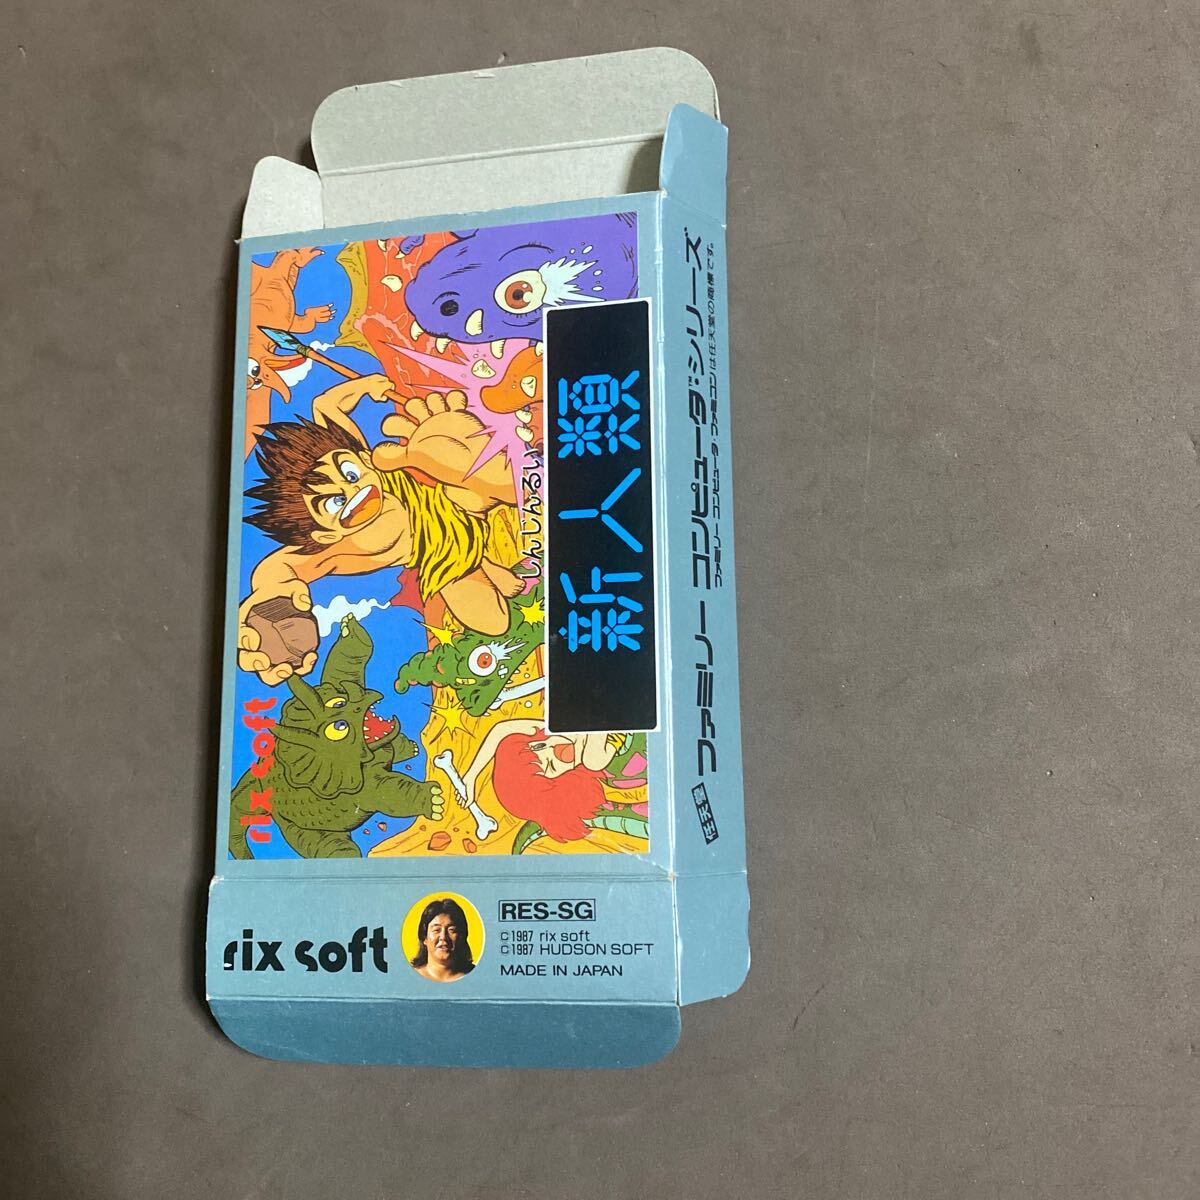 新人類
しんじんるい
rix soft
任天堂 ファミリー コンピュータ™・シリーズ
ファミリー コンピュータ・ファミコンは任天堂の商標です。
rix soft
RES-SG
©1987 rix soft
©1987 HUDSON SOFT
MADE IN JAPAN